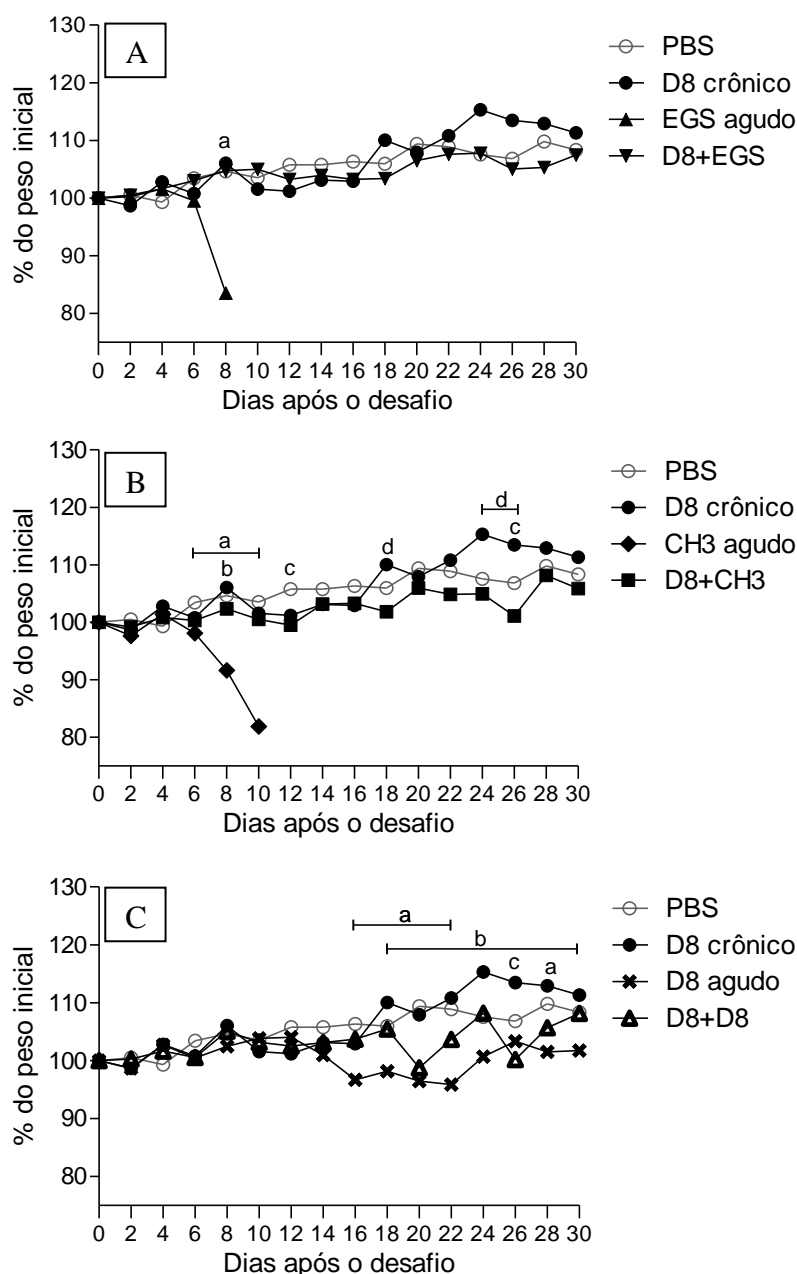 A
% do peso inicial
130
120
110
100
90
80
a
0 2 4 6 8 10 12 14 16 18 20 22 24 26 28 30
Dias após o desafio
PBS
D8 crônico
EGS agudo
D8+EGS
B
% do peso inicial
130
120
110
100
90
80
d
a
b c d c
0 2 4 6 8 10 12 14 16 18 20 22 24 26 28 30
Dias após o desafio
PBS
D8 crônico
CH3 agudo
D8+CH3
C
% do peso inicial
130
120
110
100
90
80
a
b
c a
0 2 4 6 8 10 12 14 16 18 20 22 24 26 28 30
Dias após o desafio
PBS
D8 crônico
D8 agudo
D8+D8